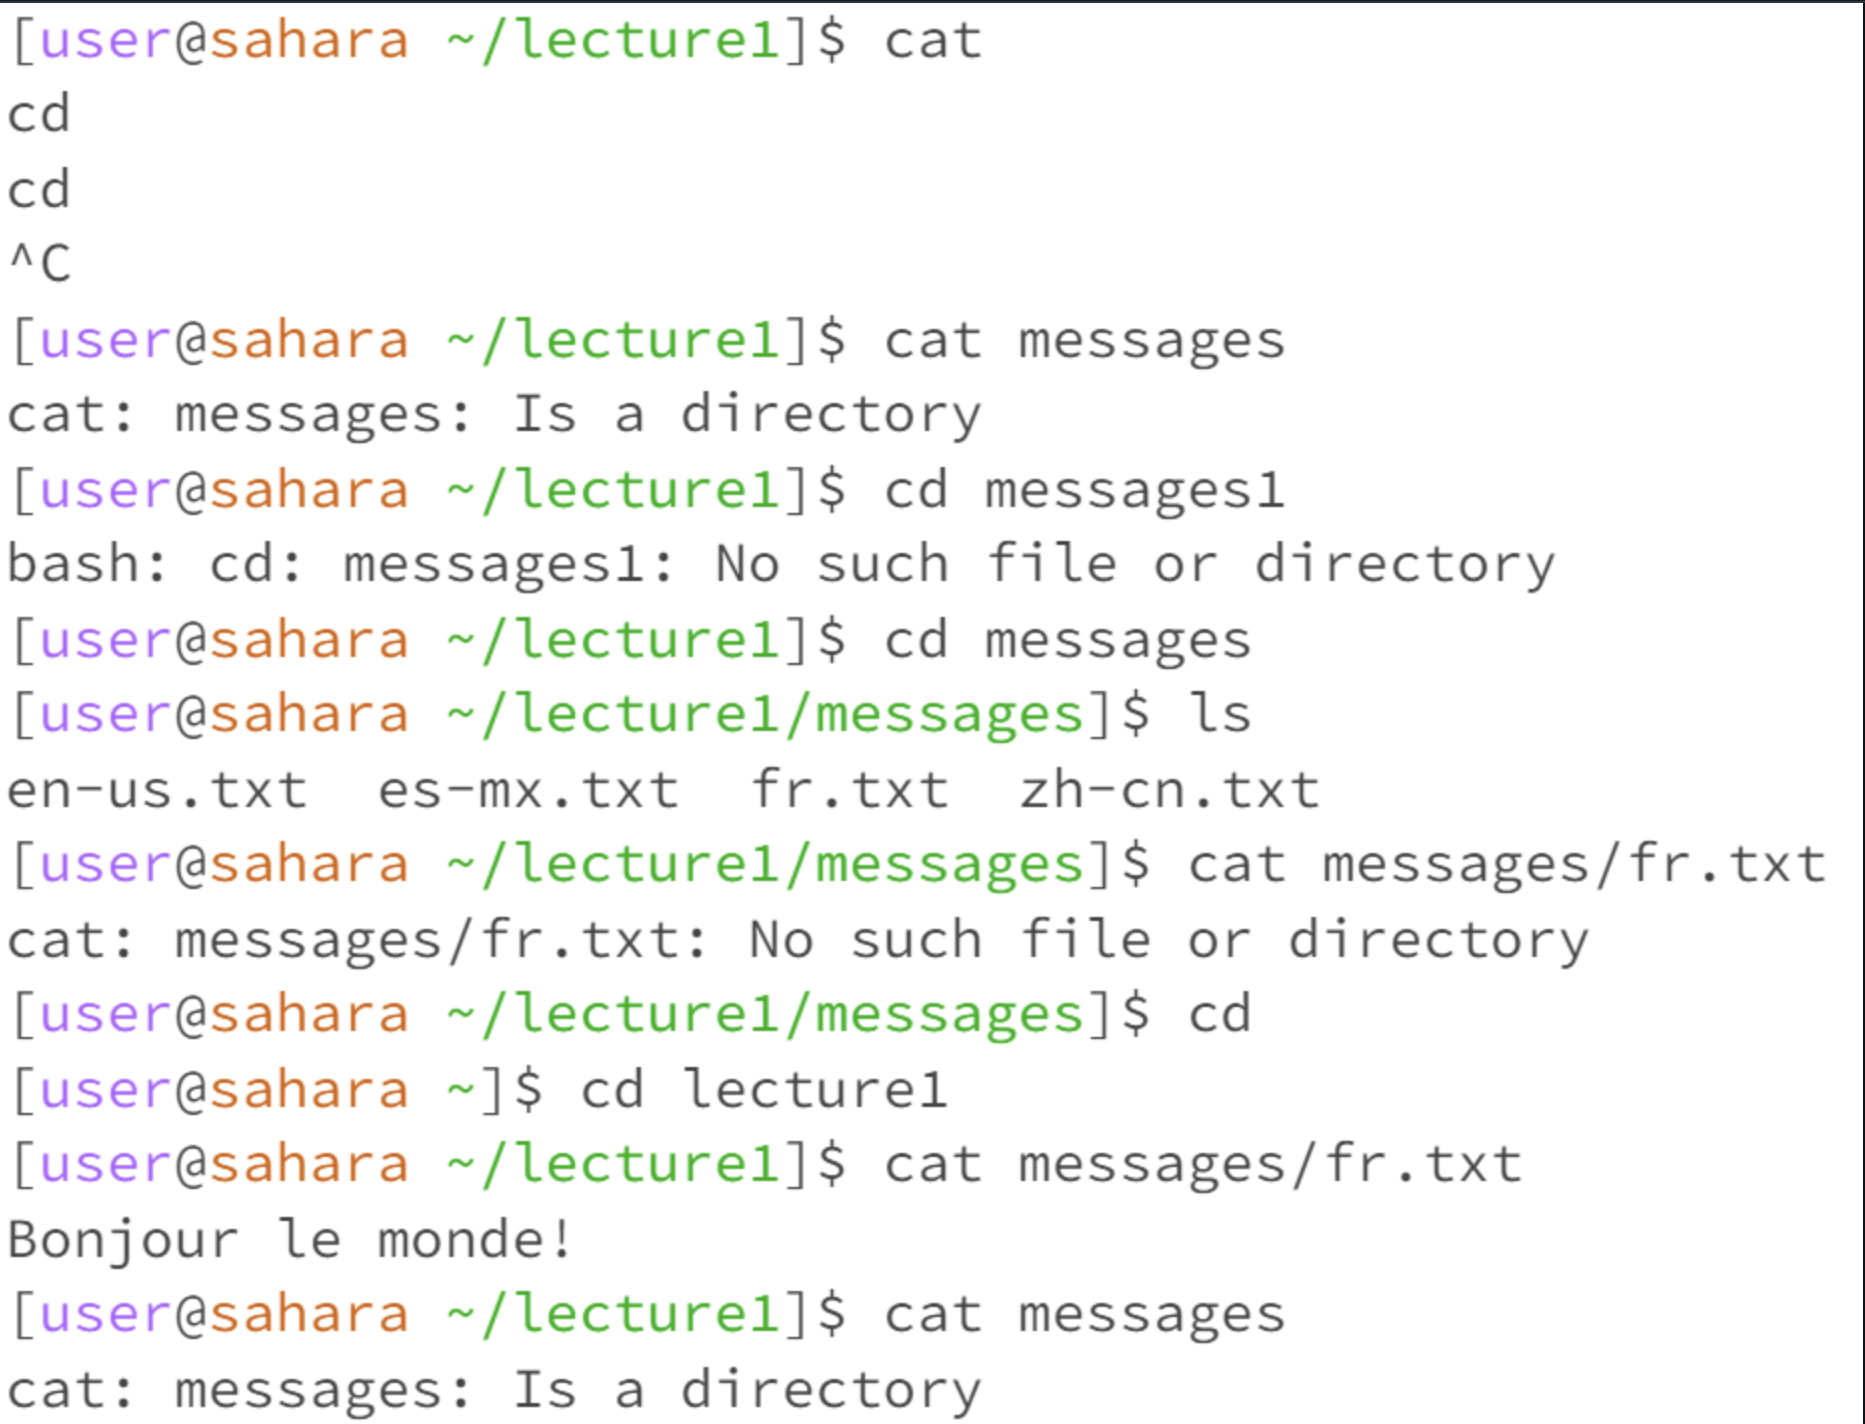 [user@sahara ~/lecture1]$ cat
cd
cd
^C
[user@sahara ~/lecture1]$ cat messages
cat: messages: Is a directory
[user@sahara ~/lecture1]$ cd messages1
bash: cd: messages1: No such file or directory
[user@sahara ~/lecture1]$ cd messages
[user@sahara ~/lecture1/messages]$ ls
en-us.txt  es-mx.txt  fr.txt  zh-cn.txt
[user@sahara ~/lecture1/messages]$ cat messages/fr.txt
cat: messages/fr.txt: No such file or directory
[user@sahara ~/lecture1/messages]$ cd
[user@sahara ~]$ cd lecture1
[user@sahara ~/lecture1]$ cat messages/fr.txt
Bonjour le monde!
[user@sahara ~/lecture1]$ cat messages
cat: messages: Is a directory